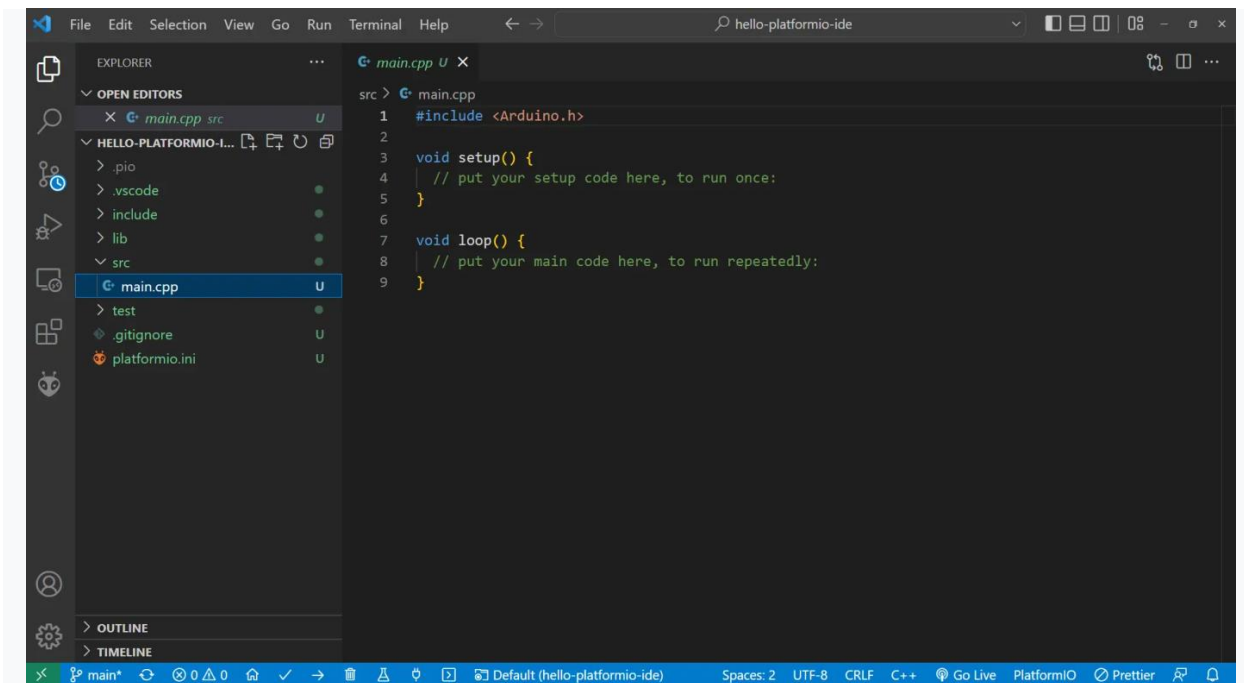 File Edit Selection View Go Run Terminal Help hello-platformio-ide
EXPLORER
OPEN EDITORS
main.cpp src U
HELLO-PLATFORMIO-I...
.pio
.vscode
include
lib
src
main.cpp U
test
.gitignore U
platformio.ini U
OUTLINE
TIMELINE
main.cpp U
src > main.cpp
1 #include <Arduino.h>
2
3 void setup() {
4 // put your setup code here, to run once:
5 }
6
7 void loop() {
8 // put your main code here, to run repeatedly:
9 }
main* 0 0 Default (hello-platformio-ide) Spaces: 2 UTF-8 CRLF C++ Go Live PlatformIO Prettier